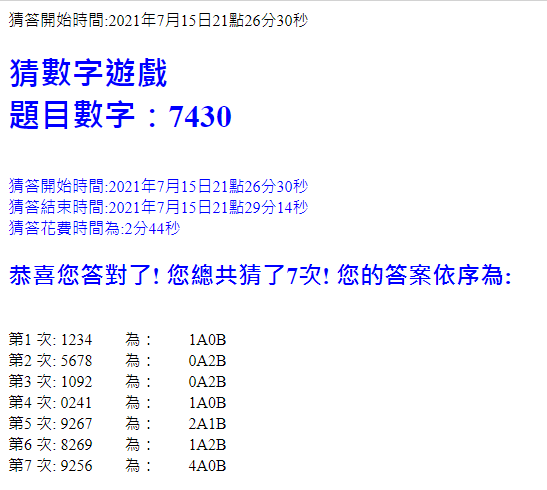 猜答開始時間:2021年7月15日21點26分30秒
猜數字遊戲
題目數字：7430
猜答開始時間:2021年7月15日21點26分30秒
猜答結束時間:2021年7月15日21點29分14秒
猜答花費時間為:2分44秒
恭喜您答對了! 您總共猜了7次! 您的答案依序為:
第1 次: 1234 為： 1A0B
第2 次: 5678 為： 0A2B
第3 次: 1092 為： 0A2B
第4 次: 0241 為： 1A0B
第5 次: 9267 為： 2A1B
第6 次: 8269 為： 1A2B
第7 次: 9256 為： 4A0B